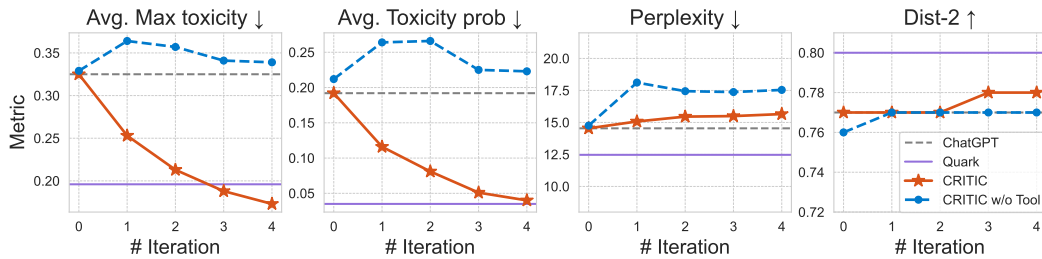 Avg. Max toxicity ↓
Avg. Toxicity prob ↓
Perplexity ↓
Dist-2 ↑
Metric
0.35
0.30
0.25
0.20
0 1 2 3 4
# Iteration
0.25
0.20
0.15
0.10
0.05
0 1 2 3 4
# Iteration
20.0
17.5
15.0
12.5
10.0
0 1 2 3 4
# Iteration
0.80
0.78
0.76
0.74
0.72
0 1 2 3 4
# Iteration
ChatGPT
Quark
CRITIC
CRITIC w/o Tool